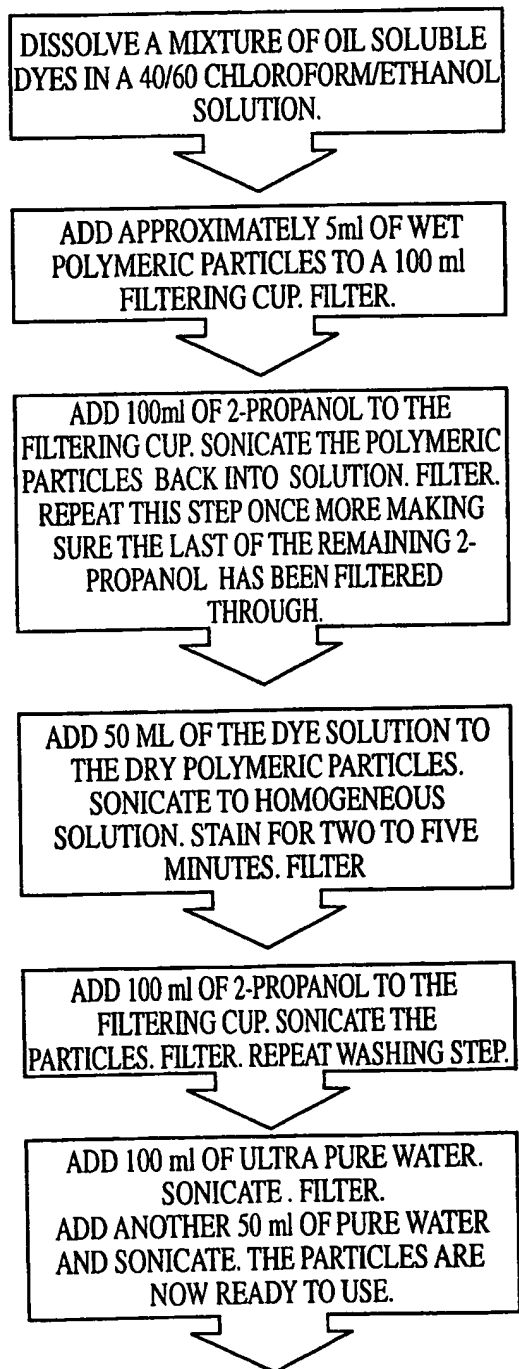 DISSOLVE A MIXTURE OF OIL SOLUBLE
DYES IN A 40/60 CHLOROFORM/ETHANOL
SOLUTION.
ADD APPROXIMATELY 5ml OF WET
POLYMERIC PARTICLES TO A 100 ml
FILTERING CUP. FILTER.
ADD 100ml OF 2-PROPANOL TO THE
FILTERING CUP. SONICATE THE POLYMERIC
PARTICLES BACK INTO SOLUTION. FILTER.
REPEAT THIS STEP ONCE MORE MAKING
SURE THE LAST OF THE REMAINING 2-
PROPANOL HAS BEEN FILTERED
THROUGH.
ADD 50 ML OF THE DYE SOLUTION TO
THE DRY POLYMERIC PARTICLES.
SONICATE TO HOMOGENEOUS
SOLUTION. STAIN FOR TWO TO FIVE
MINUTES. FILTER
ADD 100 ml OF 2-PROPANOL TO THE
FILTERING CUP. SONICATE THE
PARTICLES. FILTER. REPEAT WASHING STEP.
ADD 100 ml OF ULTRA PURE WATER.
SONICATE . FILTER.
ADD ANOTHER 50 ml OF PURE WATER
AND SONICATE. THE PARTICLES ARE
NOW READY TO USE.